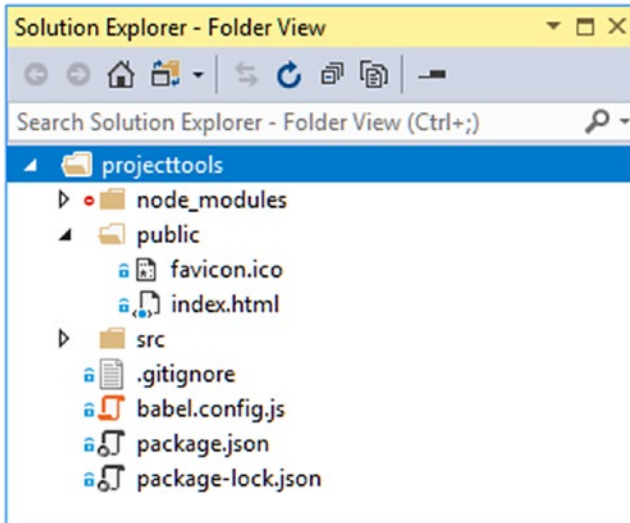 Solution Explorer - Folder View
Search Solution Explorer - Folder View (Ctrl+;)
projecttools
node_modules
public
favicon.ico
index.html
src
.gitignore
babel.config.js
package.json
package-lock.json